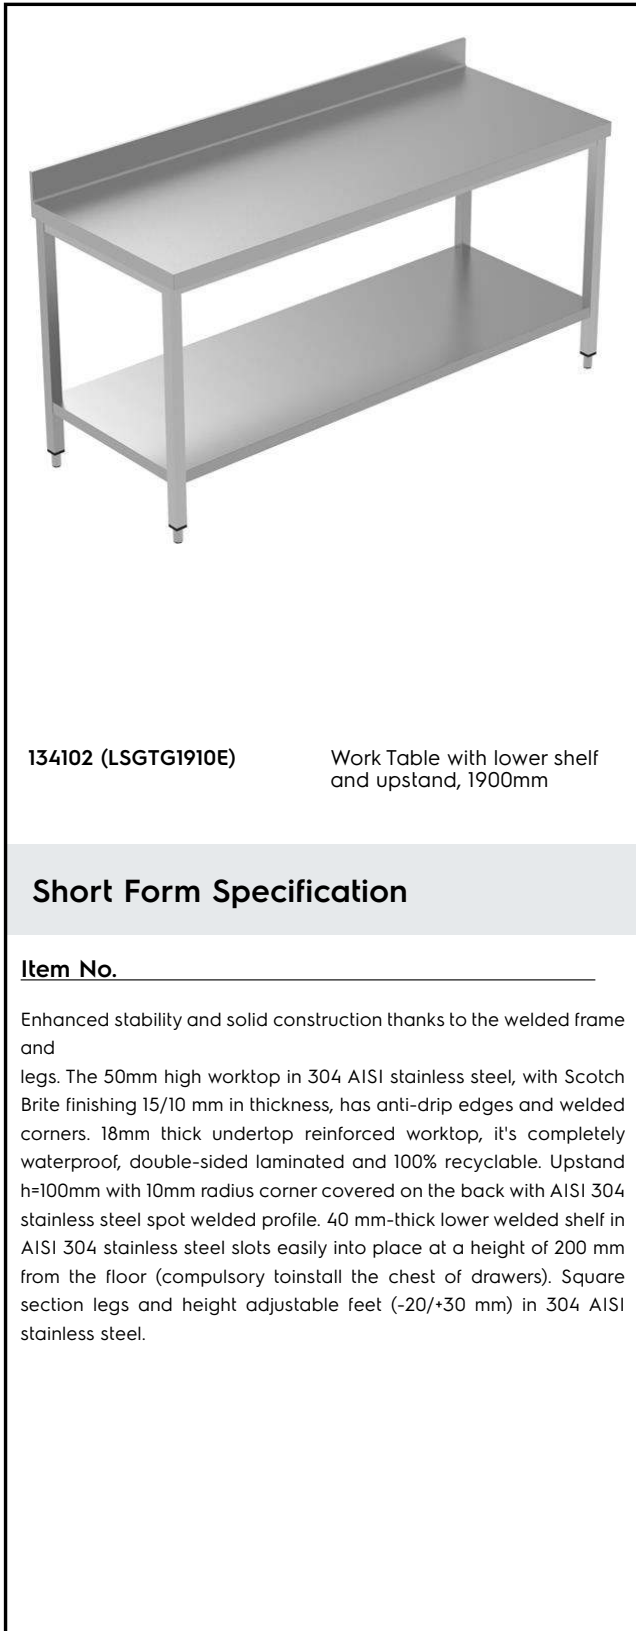 134102 (LSGTG1910E)
Work Table with lower shelf
and upstand, 1900mm
Short Form Specification
Item No.
Enhanced stability and solid construction thanks to the welded frame
and
legs. The 50mm high worktop in 304 AISI stainless steel, with Scotch
Brite finishing 15/10 mm in thickness, has anti-drip edges and welded
corners. 18mm thick undertop reinforced worktop, it's completely
waterproof, double-sided laminated and 100% recyclable. Upstand
h=100mm with 10mm radius corner covered on the back with AISI 304
stainless steel spot welded profile. 40 mm-thick lower welded shelf in
AISI 304 stainless steel slots easily into place at a height of 200 mm
from the floor (compulsory toinstall the chest of drawers). Square
section legs and height adjustable feet (-20/+30 mm) in 304 AISI
stainless steel.